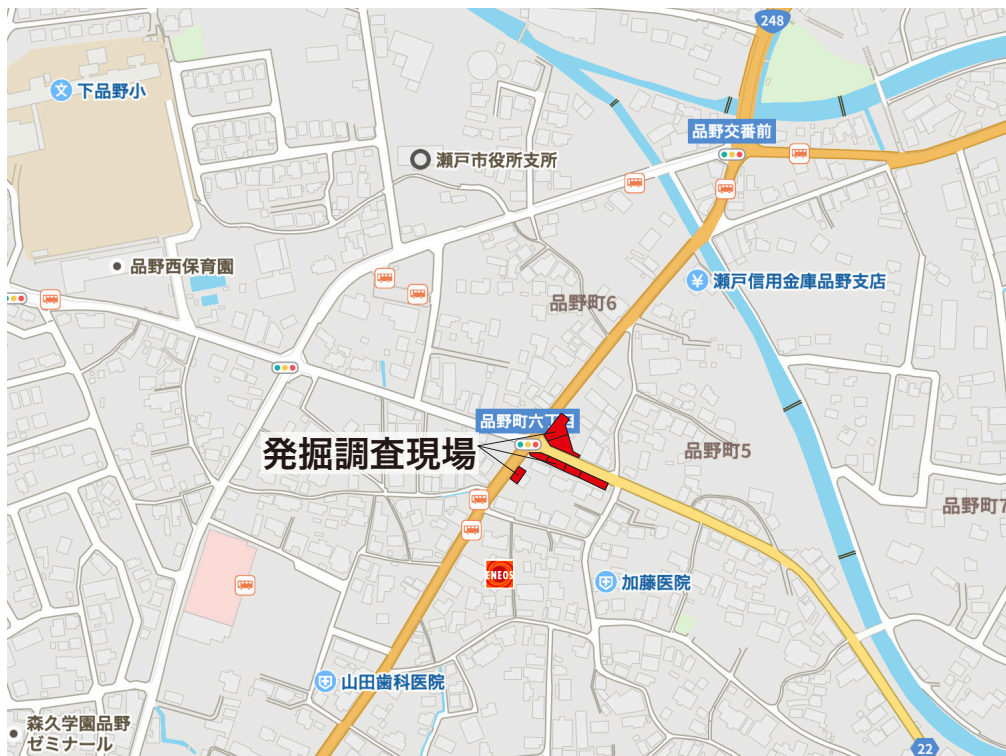 248
下品野小
品野交番前
瀬戸市役所支所
品野西保育園
瀬戸信用金庫品野支店
品野町6
品野町六丁目
発掘調査現場
品野町5
品野町7
ENEOS
加藤医院
山田歯科医院
森久学園品野
ゼミナール
22